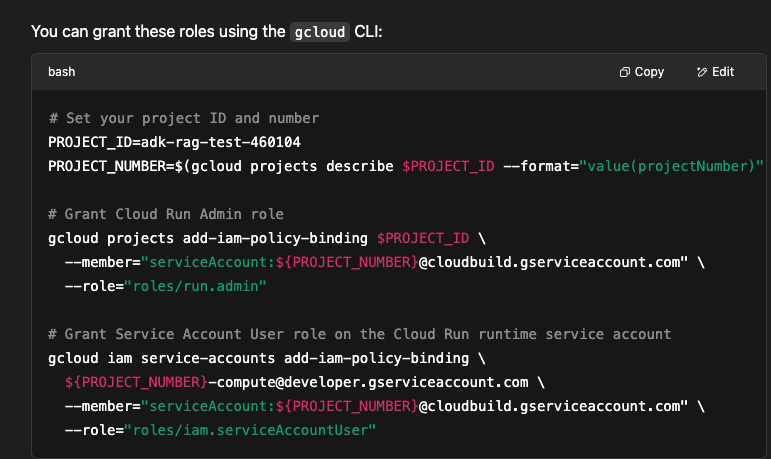 You can grant these roles using the gcloud CLI:
bash
Copy
Edit
# Set your project ID and number
PROJECT_ID=adk-rag-test-460104
PROJECT_NUMBER=$(gcloud projects describe $PROJECT_ID --format="value(projectNumber)"
# Grant Cloud Run Admin role
gcloud projects add-iam-policy-binding $PROJECT_ID \
--member="serviceAccount:${PROJECT_NUMBER}@cloudbuild.gserviceaccount.com" \
--role="roles/run.admin"
# Grant Service Account User role on the Cloud Run runtime service account
gcloud iam service-accounts add-iam-policy-binding \
${PROJECT_NUMBER}-compute@developer.gserviceaccount.com \
--member="serviceAccount:${PROJECT_NUMBER}@cloudbuild.gserviceaccount.com" \
--role="roles/iam.serviceAccountUser"